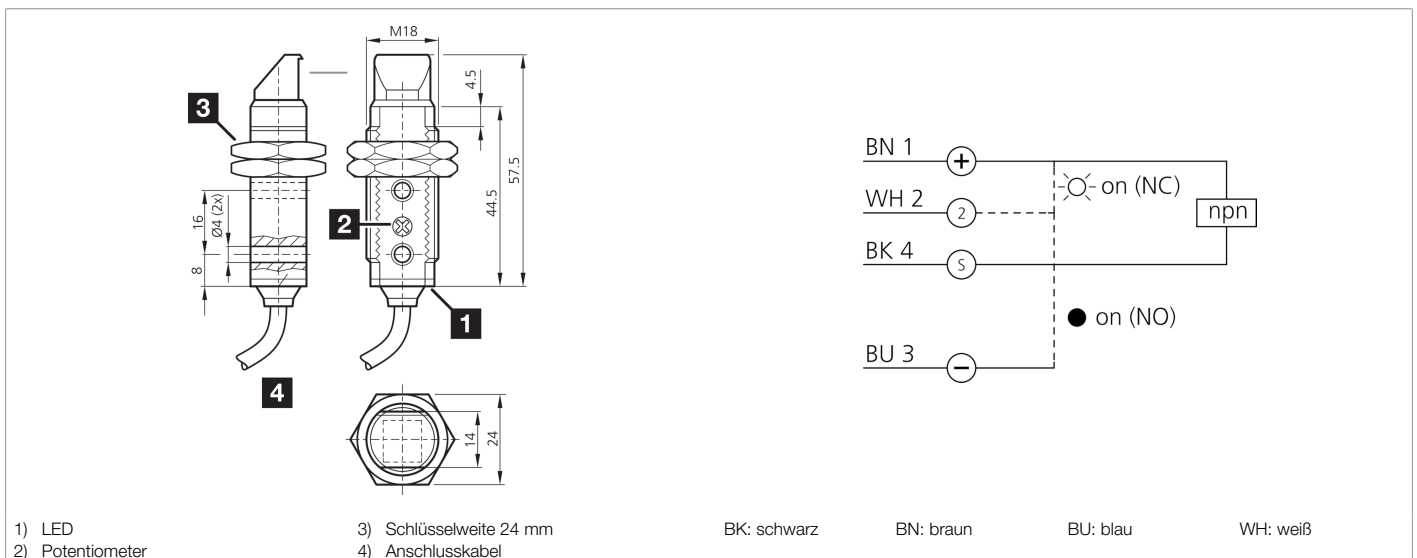 M18
4.5
57.5
44.5
3
16
Ø4 (2x)
8
2
1
4
14
24
BN 1
+
on (NC)
WH 2
2
npn
BK 4
S
on (NO)
BU 3
−
1) LED
2) Potentiometer
3) Schlüsselweite 24 mm
4) Anschlusskabel
BK: schwarz
BN: braun
BU: blau
WH: weiß